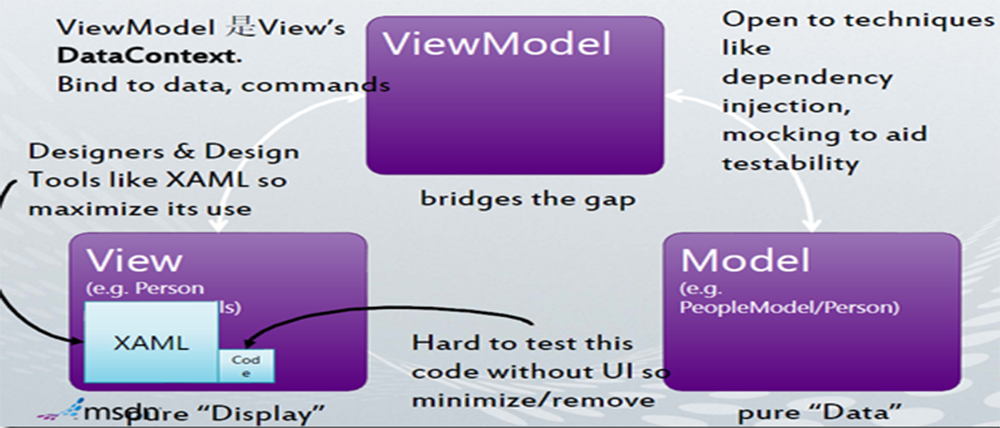 ViewModel 是View's
DataContext.
Bind to data, commands
ViewModel
Open to techniques
like
dependency
injection,
mocking to aid
testability
Designers & Design
Tools like XAML so
maximize its use
bridges the gap
View
(e.g. Person
ls)
XAML
Cod
e
Model
(e.g.
PeopleModel/Person)
Hard to test this
code without UI so
minimize/remove
msdn
pure "Display"
pure "Data"